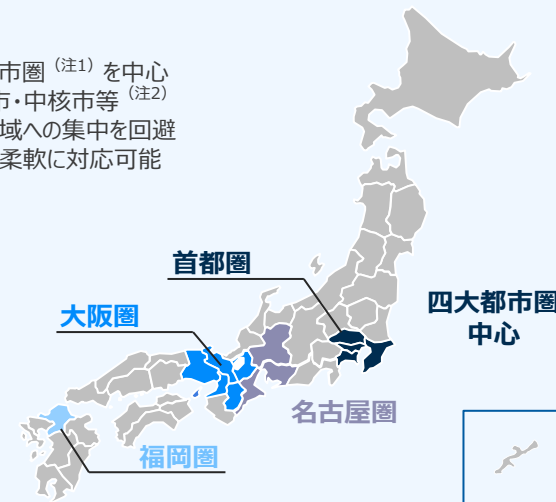 市圏（注1）を中心
市・中核市等（注2）
域への集中を回避
柔軟に対応可能
首都圏
大阪圏
四大都市圏
中心
名古屋圏
福岡圏